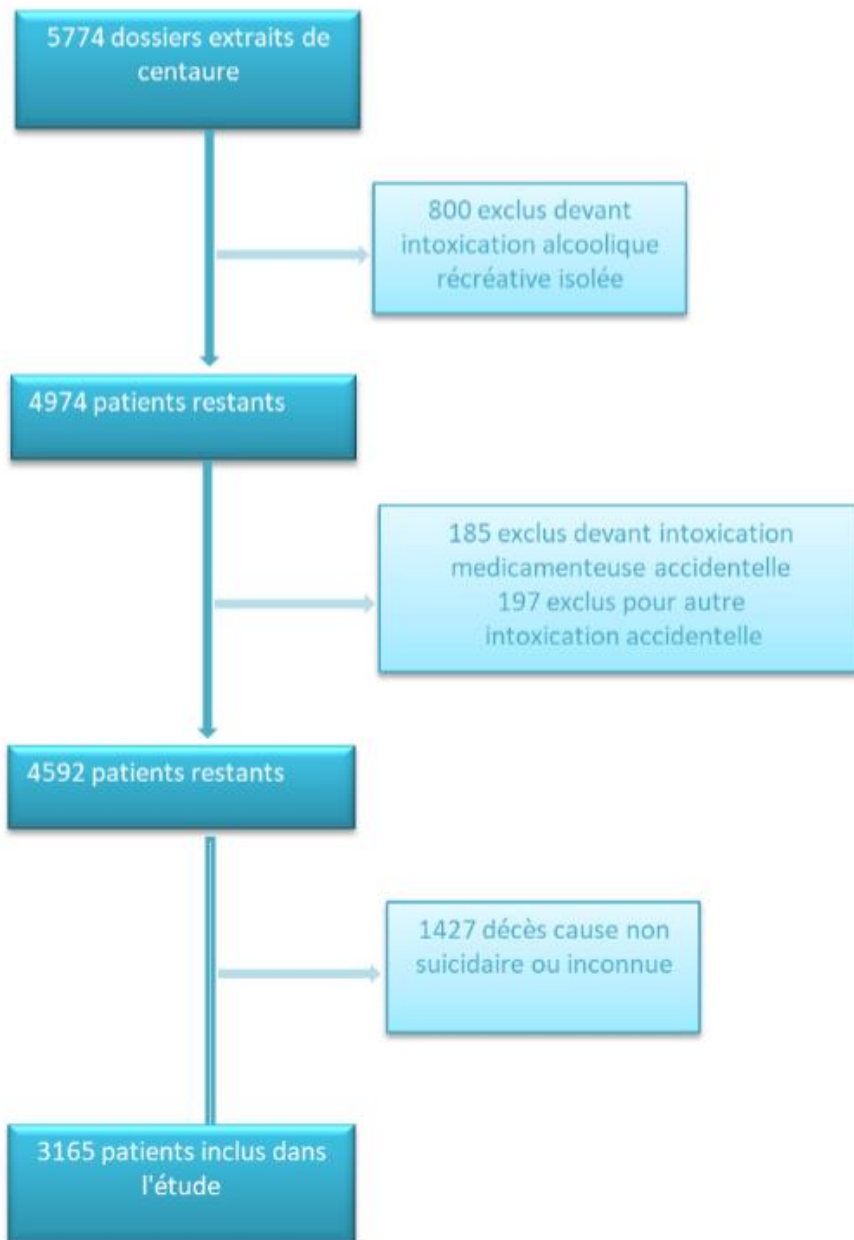 5774 dossiers extraits de
centaure
800 exclus devant
intoxication alcoolique
récréative isolée
4974 patients restants
185 exclus devant intoxication
medicamenteuse accidentelle
197 exclus pour autre
intoxication accidentelle
4592 patients restants
1427 décès cause non
suicidaire ou inconnue
3165 patients inclus dans
l'étude